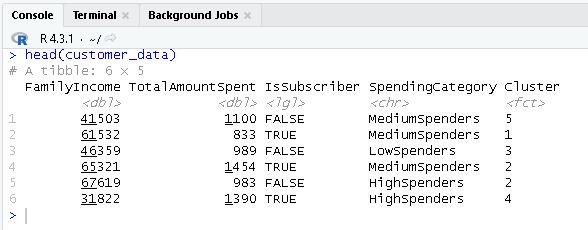 Console Terminal × Background Jobs ×
R 4.3.1 · ~/
> head(customer_data)
# A tibble: 6 × 5
FamilyIncome TotalAmountSpent IsSubscriber SpendingCategory Cluster
<dbl> <dbl> <lgl> <chr> <fct>
1 41503 1100 FALSE MediumSpenders 5
2 61532 833 TRUE MediumSpenders 1
3 46359 989 FALSE LowSpenders 3
4 65321 1454 TRUE MediumSpenders 2
5 67619 983 FALSE HighSpenders 2
6 31822 1390 TRUE HighSpenders 4
>